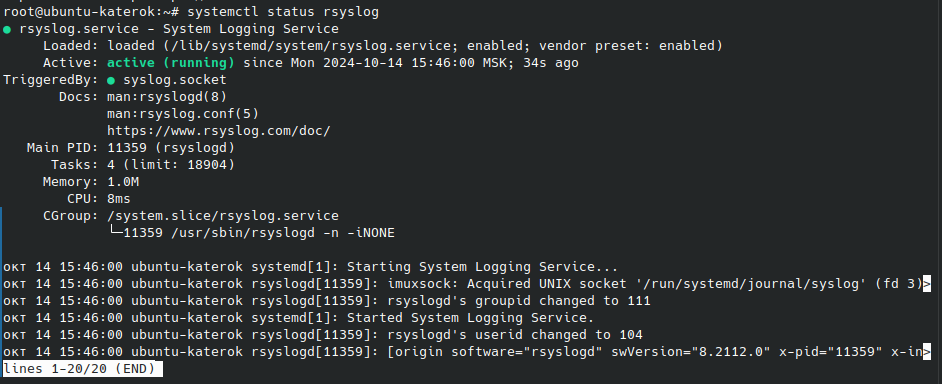 root@ubuntu-katerok:~# systemctl status rsyslog
● rsyslog.service - System Logging Service
     Loaded: loaded (/lib/systemd/system/rsyslog.service; enabled; vendor preset: enabled)
     Active: active (running) since Mon 2024-10-14 15:46:00 MSK; 34s ago
TriggeredBy: ● syslog.socket
       Docs: man:rsyslogd(8)
             man:rsyslog.conf(5)
             https://www.rsyslog.com/doc/
   Main PID: 11359 (rsyslogd)
      Tasks: 4 (limit: 18904)
     Memory: 1.0M
        CPU: 8ms
     CGroup: /system.slice/rsyslog.service
             └─11359 /usr/sbin/rsyslogd -n -iNONE
окт 14 15:46:00 ubuntu-katerok systemd[1]: Starting System Logging Service...
окт 14 15:46:00 ubuntu-katerok rsyslogd[11359]: imuxsock: Acquired UNIX socket '/run/systemd/journal/syslog' (fd 3)>
окт 14 15:46:00 ubuntu-katerok rsyslogd[11359]: rsyslogd's groupid changed to 111
окт 14 15:46:00 ubuntu-katerok systemd[1]: Started System Logging Service.
окт 14 15:46:00 ubuntu-katerok rsyslogd[11359]: rsyslogd's userid changed to 104
окт 14 15:46:00 ubuntu-katerok rsyslogd[11359]: [origin software="rsyslogd" swVersion="8.2112.0" x-pid="11359" x-in>
lines 1-20/20 (END)